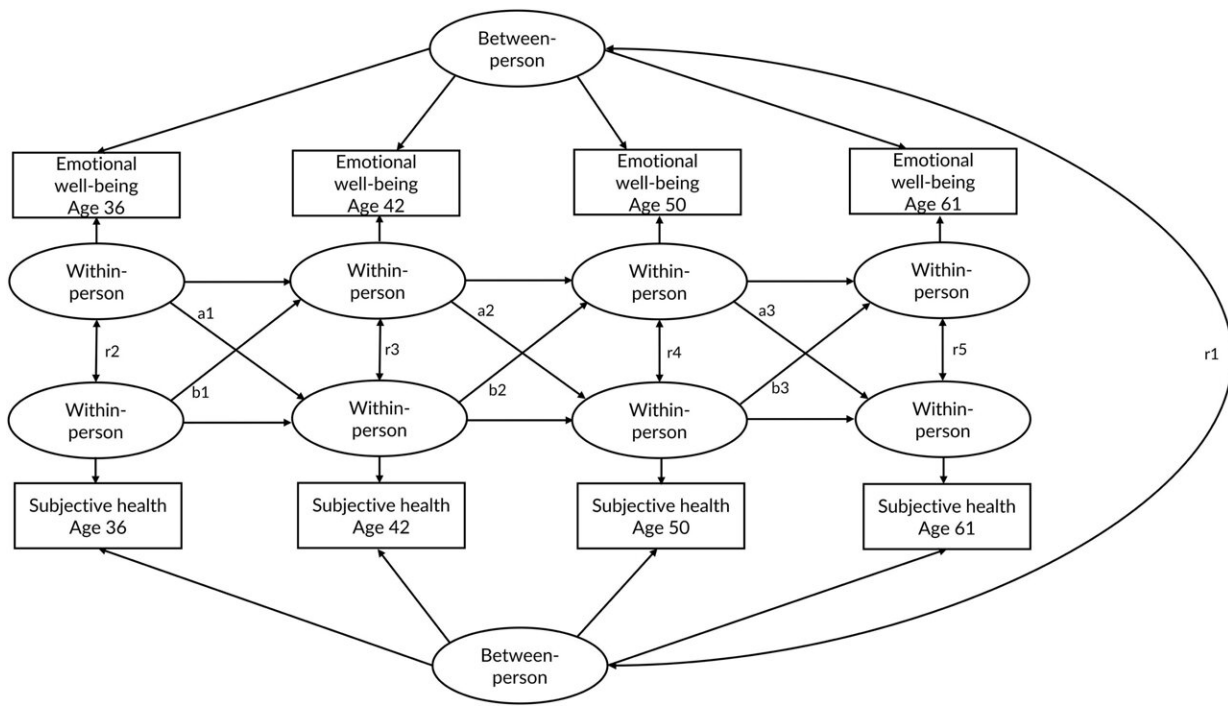 Between-
person
Emotional
well-being
Age 36
Emotional
well-being
Age 42
Emotional
well-being
Age 50
Emotional
well-being
Age 61
Within-
person
Within-
person
Within-
person
Within-
person
a1
a2
a3
r2
r3
r4
r5
r1
b1
b2
b3
Within-
person
Within-
person
Within-
person
Within-
person
Subjective health
Age 36
Subjective health
Age 42
Subjective health
Age 50
Subjective health
Age 61
Between-
person